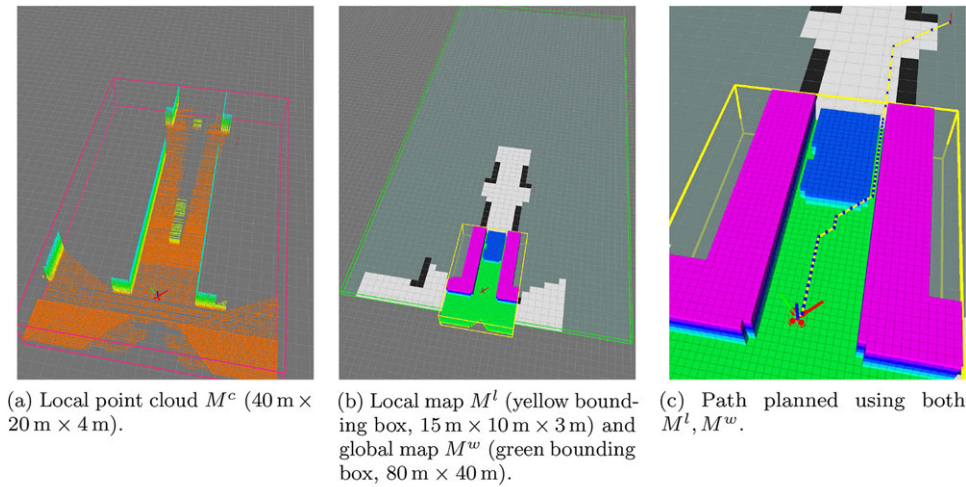 (a) Local point cloud M^c (40 m ×
20 m × 4 m).
(b) Local map M^l (yellow bound-
ing box, 15 m × 10 m × 3 m) and
global map M^w (green bounding
box, 80 m × 40 m).
(c) Path planned using both
M^l, M^w.